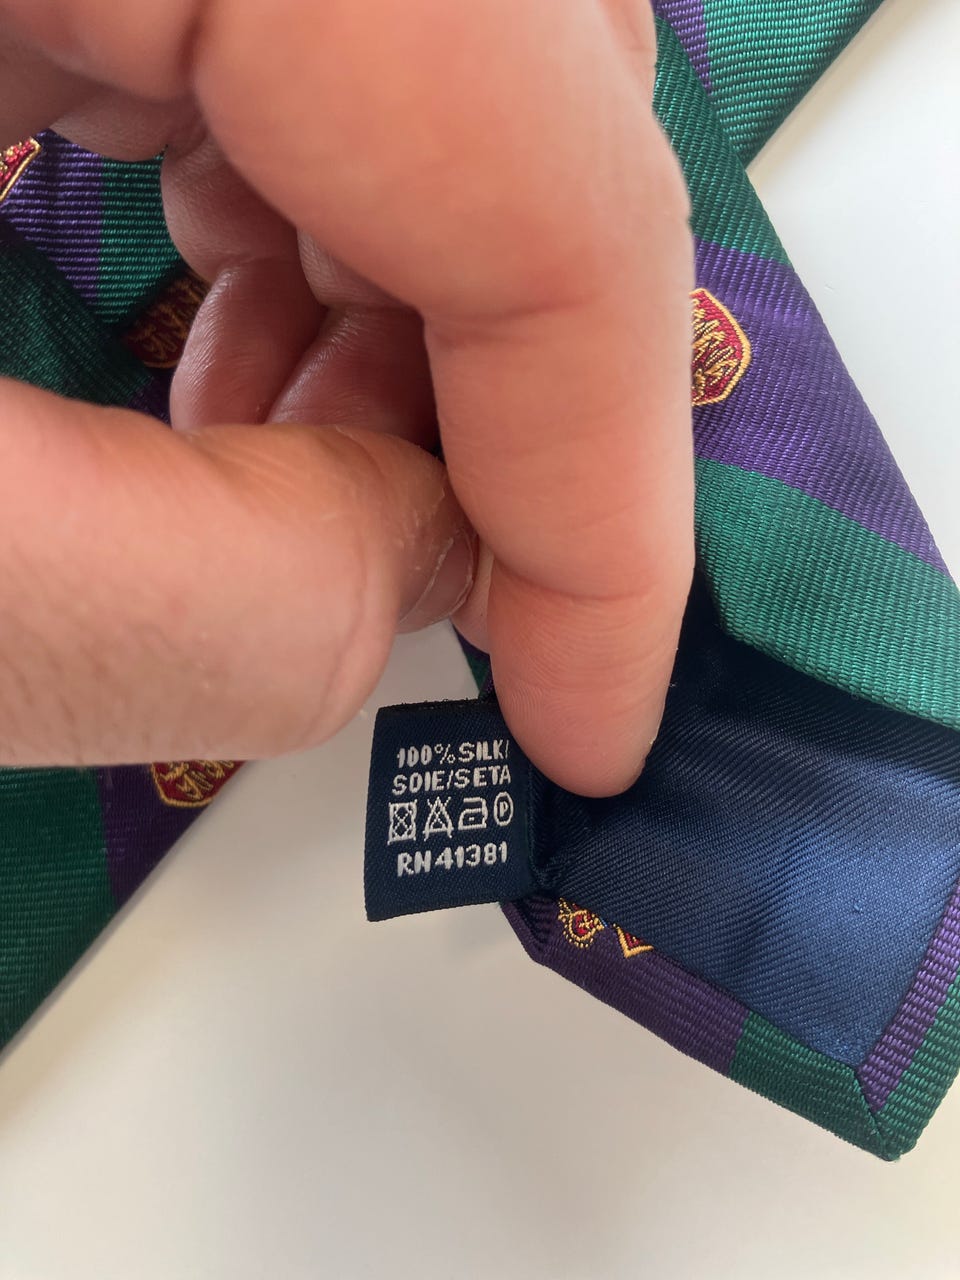 100% SILK/
SOIE/SETA
P
RN 41381